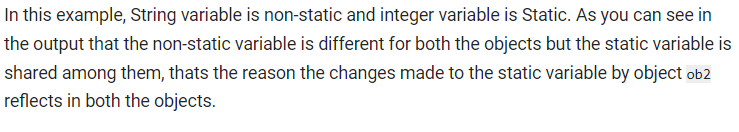 In this example, String variable is non-static and integer variable is Static. As you can see in
the output that the non-static variable is different for both the objects but the static variable is
shared among them, thats the reason the changes made to the static variable by object ob2
reflects in both the objects.